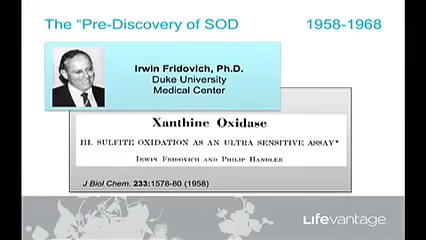 The "Pre-Discovery of SOD 1958-1968
Irwin Fridovich, Ph.D.
Duke University
Medical Center
Xanthine Oxidase
III. SULFITE OXIDATION AS AN ULTRA SENSITIVE ASSAY*
IRWIN FRIDOVICH AND PHILIP HANDLER
J Biol Chem. 233:1578-80 (1958)
Lifevantage